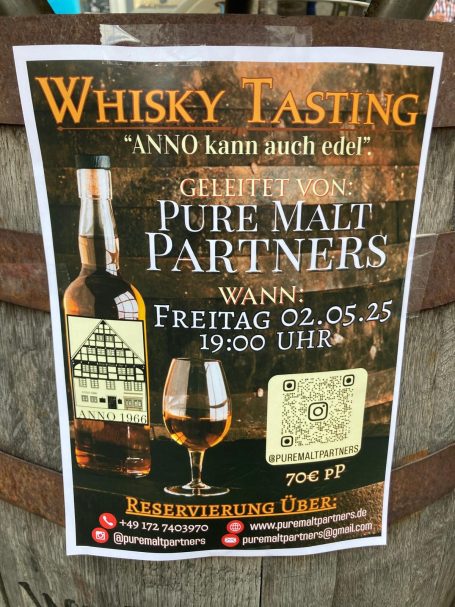 WHISKY TASTING
“ANNO kann auch edel”.
GELEITET VON:
PURE MALT
PARTNERS
WANN:
FREITAG 02.05.25
19:00 UHR
ANNO 1966
@PUREMALTPARTNERS
70€ PP
RESERVIERUNG ÜBER:
+49 172 7403970
www.puremaltpartners.de
@puremaltpartners
puremaltpartners@gmail.com